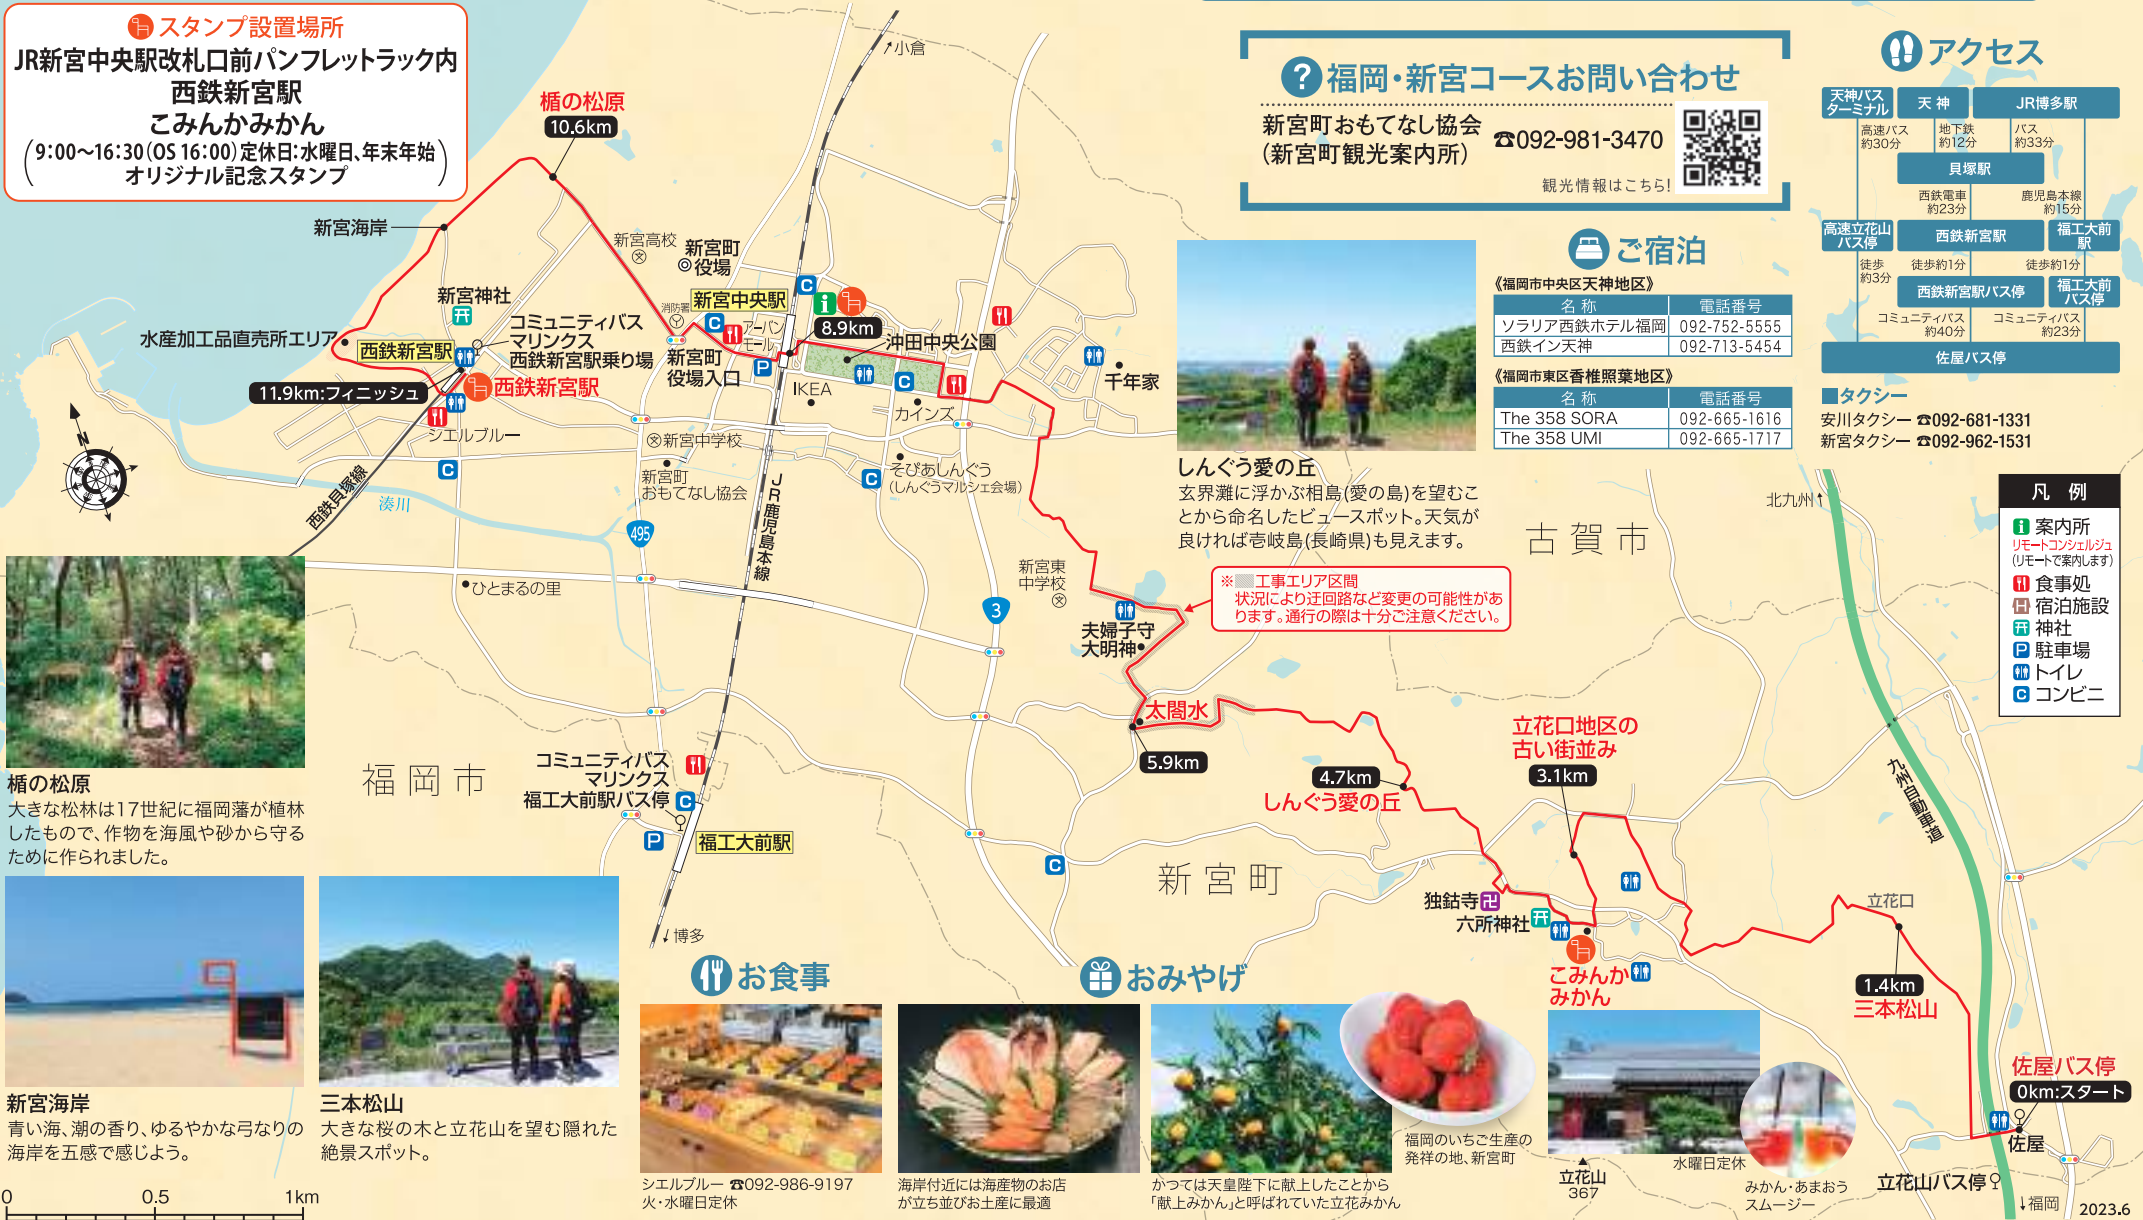 スタンプ設置場所
JR新宮中央駅改札口前パンフレットラック内
西鉄新宮駅
こみんかみかん
(9:00〜16:30(OS 16:00)定休日:水曜日、年末年始
オリジナル記念スタンプ)
?福岡・新宮コースお問い合わせ
新宮町おもてなし協会
(新宮町観光案内所)
☎092-981-3470
観光情報はこちら!
アクセス
天神バス
ターミナル
天神
JR博多駅
高速バス
約30分
地下鉄
約12分
バス
約33分
貝塚駅
西鉄電車
約23分
鹿児島本線
約15分
高速立花山
バス停
西鉄新宮駅
福工大前
駅
徒歩
約3分
徒歩約1分
徒歩約1分
西鉄新宮駅バス停
福工大前
バス停
コミュニティバス
約40分
コミュニティバス
約23分
佐屋バス停
■タクシー
安川タクシー ☎092-681-1331
新宮タクシー ☎092-962-1531
ご宿泊
《福岡市中央区天神地区》
名 称 電話番号
ソラリア西鉄ホテル福岡 092-752-5555
西鉄イン天神 092-713-5454
《福岡市東区香椎照葉地区》
名 称 電話番号
The 358 SORA 092-665-1616
The 358 UMI 092-665-1717
凡 例
案内所
リモートコンシェルジュ
(リモートで案内します)
食事処
H 宿泊施設
神社
P 駐車場
トイレ
C コンビニ
しんぐう愛の丘
玄界灘に浮かぶ相島(愛の島)を望むこ
とから命名したビュースポット。天気が
良ければ壱岐島(長崎県)も見えます。
※ 工事エリア区間
状況により迂回路など変更の可能性があ
ります。通行の際は十分ご注意ください。
↗小倉
楯の松原
10.6km
新宮海岸
新宮高校
新宮町
役場
新宮神社
消防署
新宮中央駅
C
i
8.9km
C
アーバン
モール
水産加工品直売所エリア
西鉄新宮駅
コミュニティバス
マリンクス
西鉄新宮駅乗り場
新宮町
役場入口
P
沖田中央公園
千年家
11.9km:フィニッシュ
西鉄新宮駅
IKEA
C
カインズ
シエルブルー
新宮中学校
C
N
新宮町
おもてなし協会
そぴあしんぐう
(しんぐうマルシェ会場)
C
西鉄貝塚線
湊川
495
JR鹿児島本線
新宮東
中学校
ひとまるの里
3
夫婦子守
大明神
古賀市
北九州↑
太閤水
5.9km
福岡市
コミュニティバス
マリンクス
福工大前駅バス停
C
P
福工大前駅
↓博多
4.7km
しんぐう愛の丘
立花口地区の
古い街並み
3.1km
C
新宮町
独鈷寺
六所神社
こみんか
みかん
九州自動車道
立花口
1.4km
三本松山
佐屋バス停
0km:スタート
佐屋
立花山バス停
↓福岡
楯の松原
大きな松林は17世紀に福岡藩が植林
したもので、作物を海風や砂から守る
ために作られました。
新宮海岸
青い海、潮の香り、ゆるやかな弓なりの
海岸を五感で感じよう。
三本松山
大きな桜の木と立花山を望む隠れた
絶景スポット。
0 0.5 1km
お食事
シエルブルー ☎092-986-9197
火・水曜日定休
おみやげ
海岸付近には海産物のお店
が立ち並びお土産に最適
かつては天皇陛下に献上したことから
「献上みかん」と呼ばれていた立花みかん
福岡のいちご生産の
発祥の地、新宮町
▲
立花山
367
水曜日定休
みかん・あまおう
スムージー
2023.6